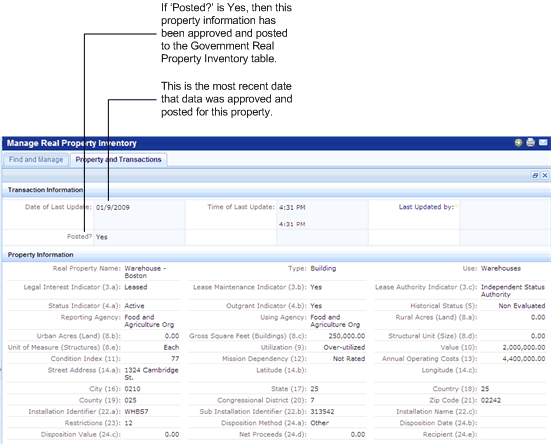 If ‘Posted?’ is Yes, then this
property information has
been approved and posted
to the Government Real
Property Inventory table.
This is the most recent date
that data was approved and
posted for this property.
Manage Real Property Inventory
Find and Manage Property and Transactions
Transaction Information
Date of Last Update: 01/9/2009 Time of Last Update: 4:31 PM Last Updated by:
4:31 PM
Posted? Yes
Property Information
Real Property Name: Warehouse - Boston Type: Building Use: Warehouses
Legal Interest Indicator (3.a): Leased Lease Maintenance Indicator (3.b): Yes Lease Authority Indicator (3.c): Independent Status Authority
Status Indicator (4.a): Active Outgrant Indicator (4.b): Yes Historical Status (5): Non Evaluated
Reporting Agency: Food and Agriculture Org Using Agency: Food and Agriculture Org Rural Acres (Land) (8.a): 0.00
Urban Acres (Land) (8.b): 0.00 Gross Square Feet (Buildings) (8.c): 250,000.00 Structural Unit (Size) (8.d): 0.00
Unit of Measure (Structures) (8.e): Each Utilization (9): Over-utilized Value (10): 2,000,000.00
Condition Index (11): 77 Mission Dependency (12): Not Rated Annual Operating Costs (13): 4,400,000.00
Street Address (14.a): 1324 Cambridge St. Latitude (14.b): Longitude (14.c):
City (16): 0210 State (17): 25 Country (18): 25
County (19): 025 Congressional District (20): 7 Zip Code (21): 02242
Installation Identifier (22.a): WHBS7 Sub Installation Identifier (22.b): 313542 Installation Name (22.c):
Restrictions (23): 12 Disposition Method (24.a): Other Disposition Date (24.b):
Disposition Value (24.c): 0.00 Net Proceeds (24.d): 0.00 Recipient (24.e):